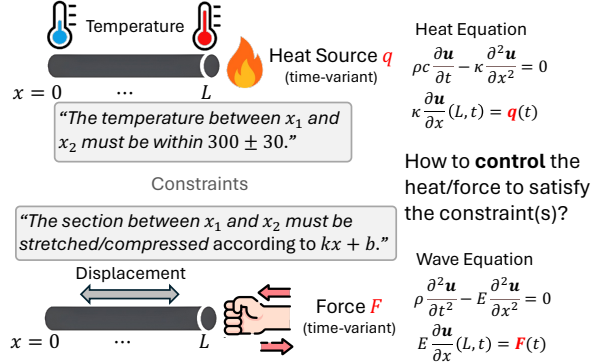 Temperature
Heat Source q
(time-variant)
x = 0 ⋯ L
“The temperature between x₁ and
x₂ must be within 300 ± 30.”
Constraints
“The section between x₁ and x₂ must be
stretched/compressed according to kx + b.”
Displacement
Force F
(time-variant)
x = 0 ⋯ L
Heat Equation
ρc ∂u/∂t − κ ∂²u/∂x² = 0
κ ∂u/∂x (L, t) = q(t)
How to control the
heat/force to satisfy
the constraint(s)?
Wave Equation
ρ ∂²u/∂t² − E ∂²u/∂x² = 0
E ∂u/∂x (L, t) = F(t)